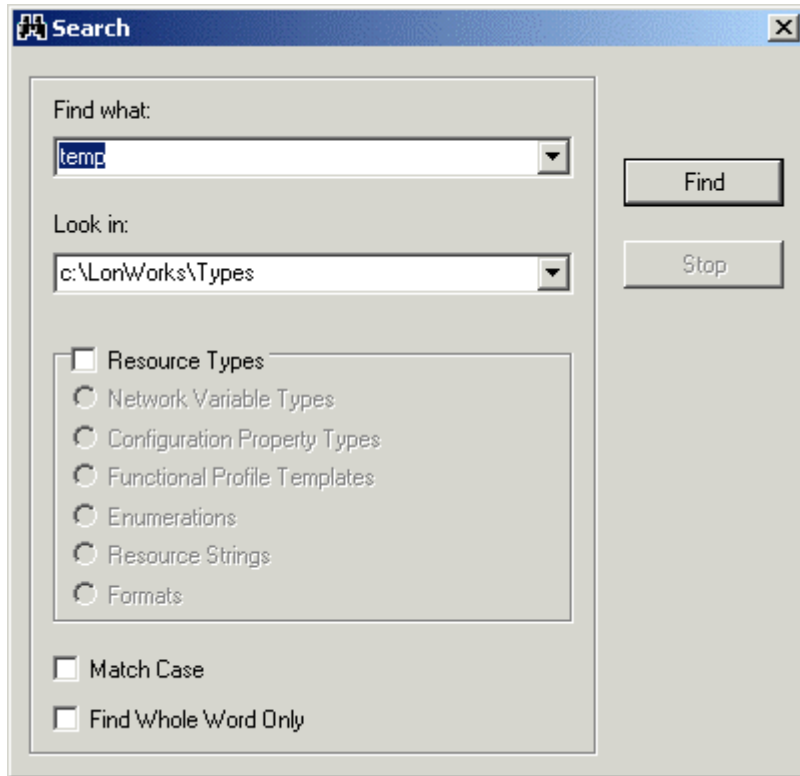 Search
Find what:
temp
Find
Look in:
c:\LonWorks\Types
Stop
Resource Types
Network Variable Types
Configuration Property Types
Functional Profile Templates
Enumerations
Resource Strings
Formats
Match Case
Find Whole Word Only